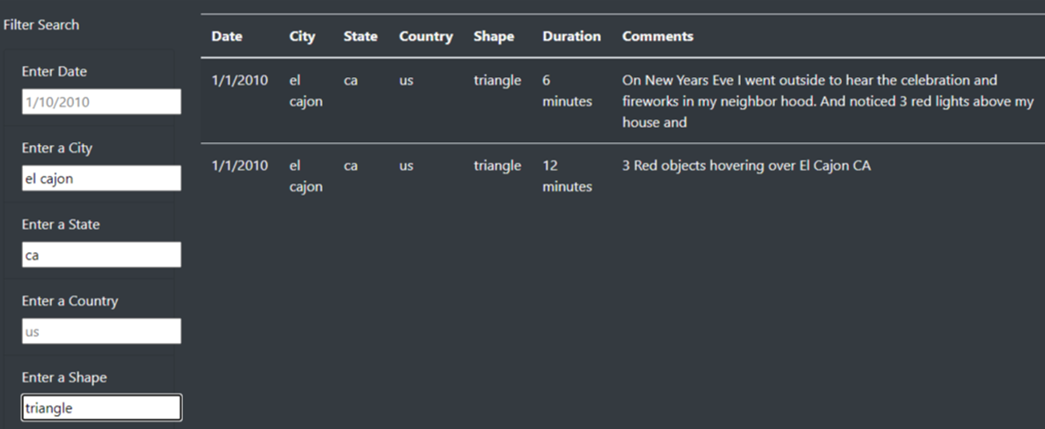 Filter Search
Enter Date
1/10/2010
Enter a City
el cajon
Enter a State
ca
Enter a Country
us
Enter a Shape
triangle
Date City State Country Shape Duration Comments
1/1/2010 el cajon ca us triangle 6 minutes On New Years Eve I went outside to hear the celebration and
fireworks in my neighbor hood. And noticed 3 red lights above my
house and
1/1/2010 el cajon ca us triangle 12 minutes 3 Red objects hovering over El Cajon CA